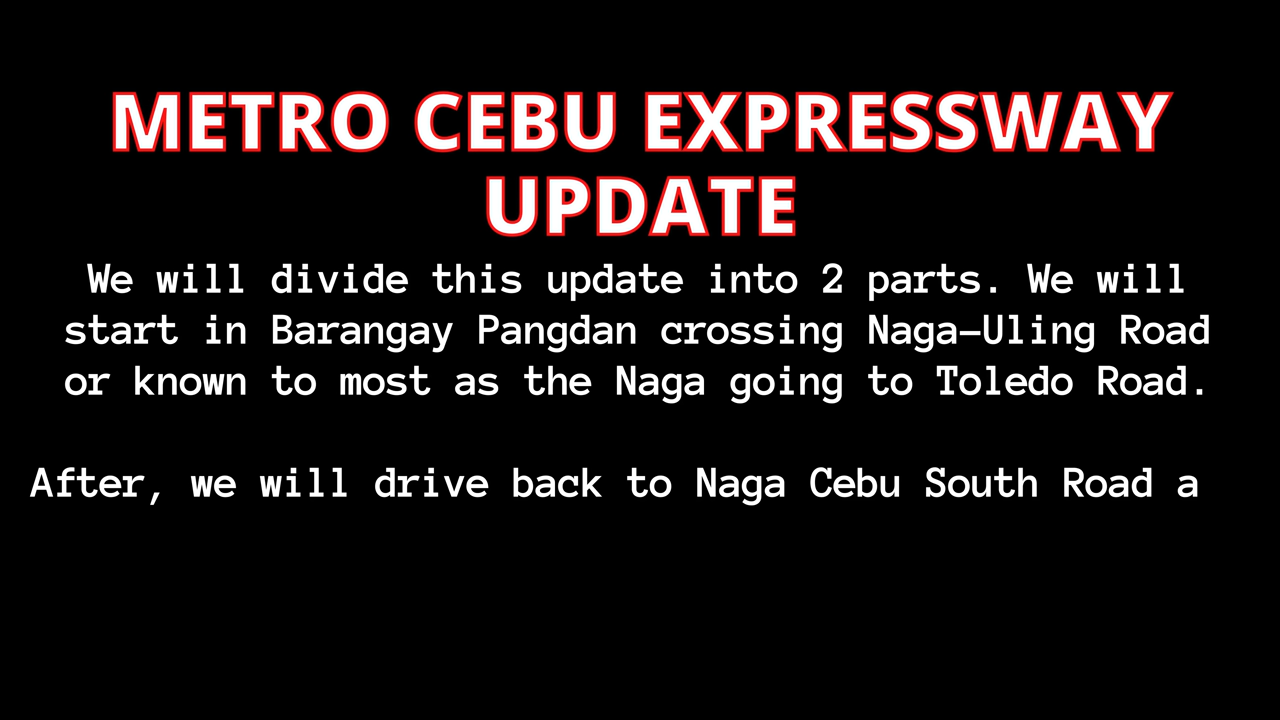 METRO CEBU EXPRESSWAY
UPDATE
We will divide this update into 2 parts. We will
start in Barangay Pangdan crossing Naga-Uling Road
or known to most as the Naga going to Toledo Road.
After, we will drive back to Naga Cebu South Road a